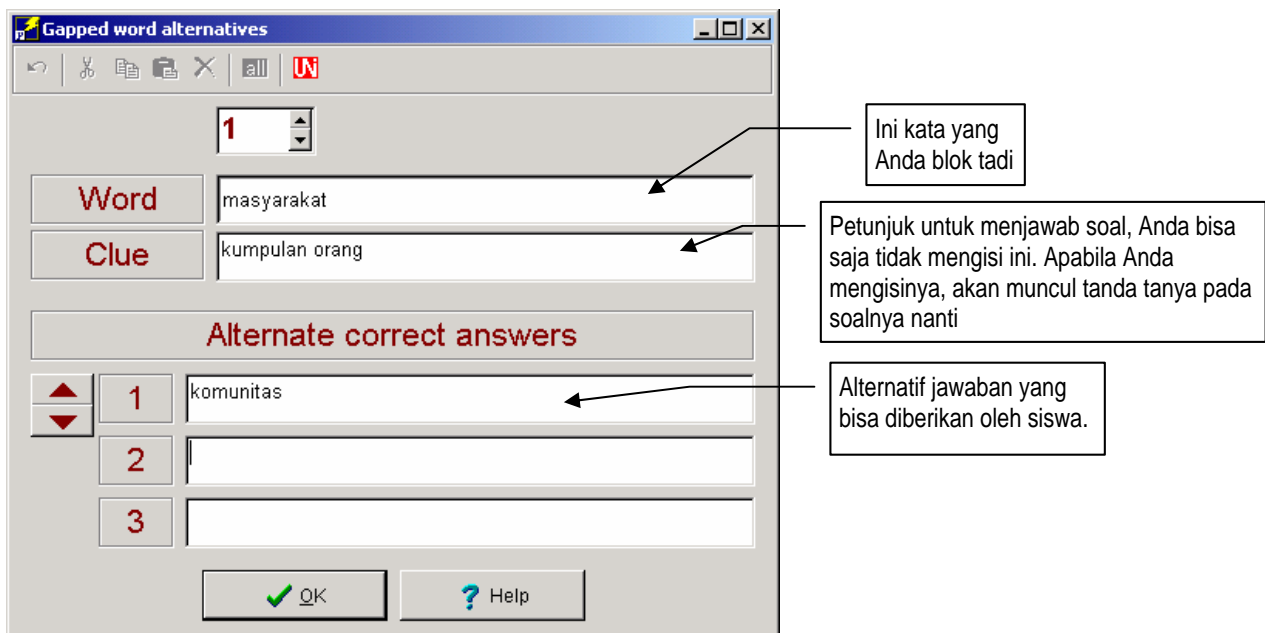 Gapped word alternatives
all
UN
1
Word
masyarakat
Clue
kumpulan orang
Alternate correct answers
1
komunitas
2
3
OK
Help
Ini kata yang
Anda blok tadi
Petunjuk untuk menjawab soal, Anda bisa
saja tidak mengisi ini. Apabila Anda
mengisinya, akan muncul tanda tanya pada
soalnya nanti
Alternatif jawaban yang
bisa diberikan oleh siswa.